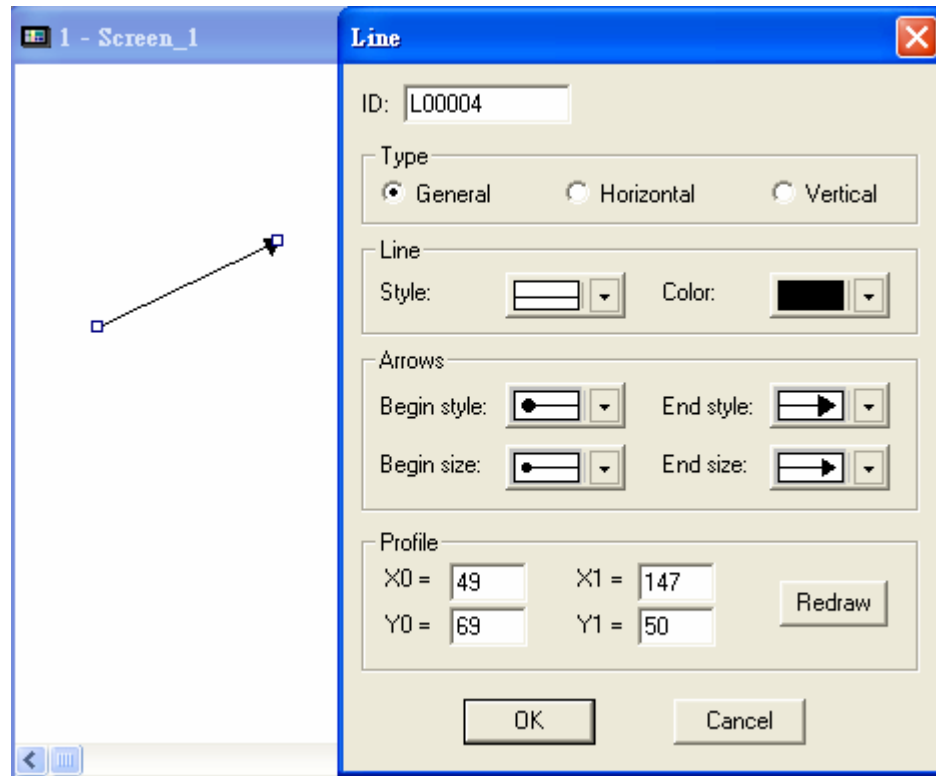 1 - Screen_1
Line
ID: L00004
Type
General Horizontal Vertical
Line
Style: Color:
Arrows
Begin style: End style:
Begin size: End size:
Profile
X0 = 49 X1 = 147
Y0 = 69 Y1 = 50
Redraw
OK Cancel